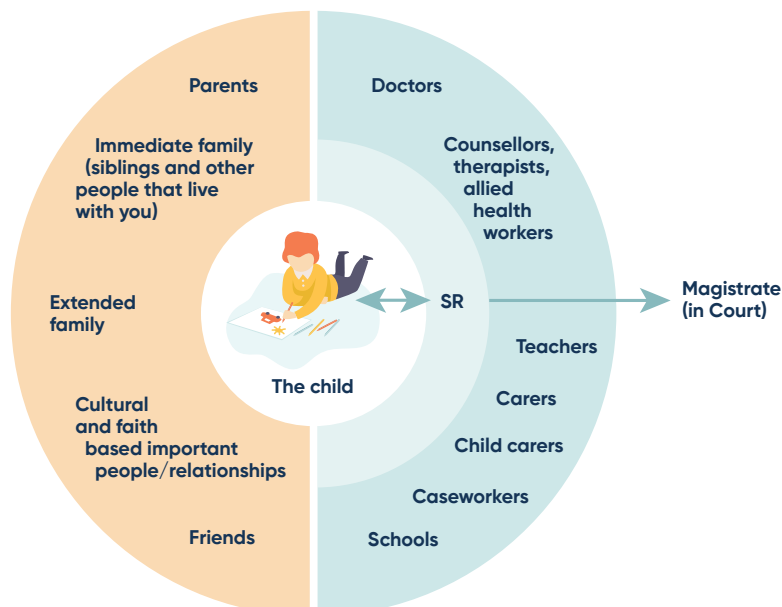 Parents
Immediate family
(siblings and other
people that live
with you)
Extended
family
Cultural
and faith
based important
people/relationships
Friends
The child
SR
Doctors
Counsellors,
therapists,
allied
health
workers
Teachers
Carers
Child carers
Caseworkers
Schools
Magistrate
(in Court)